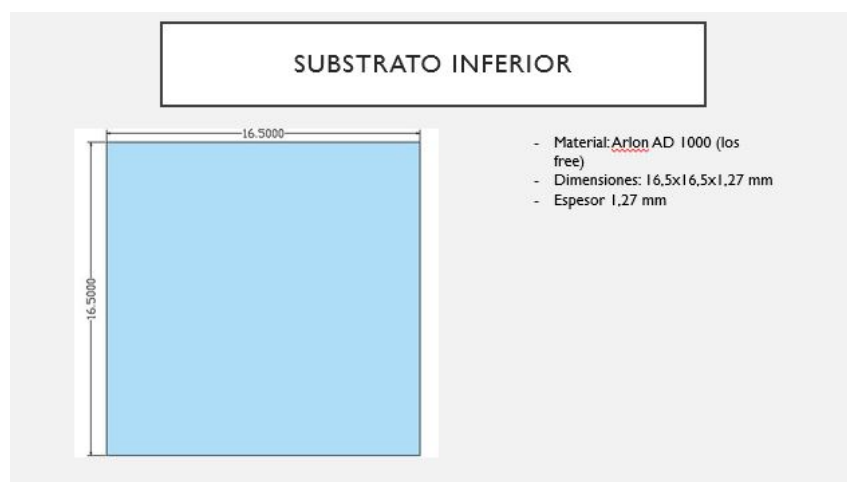 SUBSTRATO INFERIOR
16.5000
16.5000
- Material: Arlon AD 1000 (los
free)
- Dimensiones: 16,5x16,5x1,27 mm
- Espesor 1,27 mm